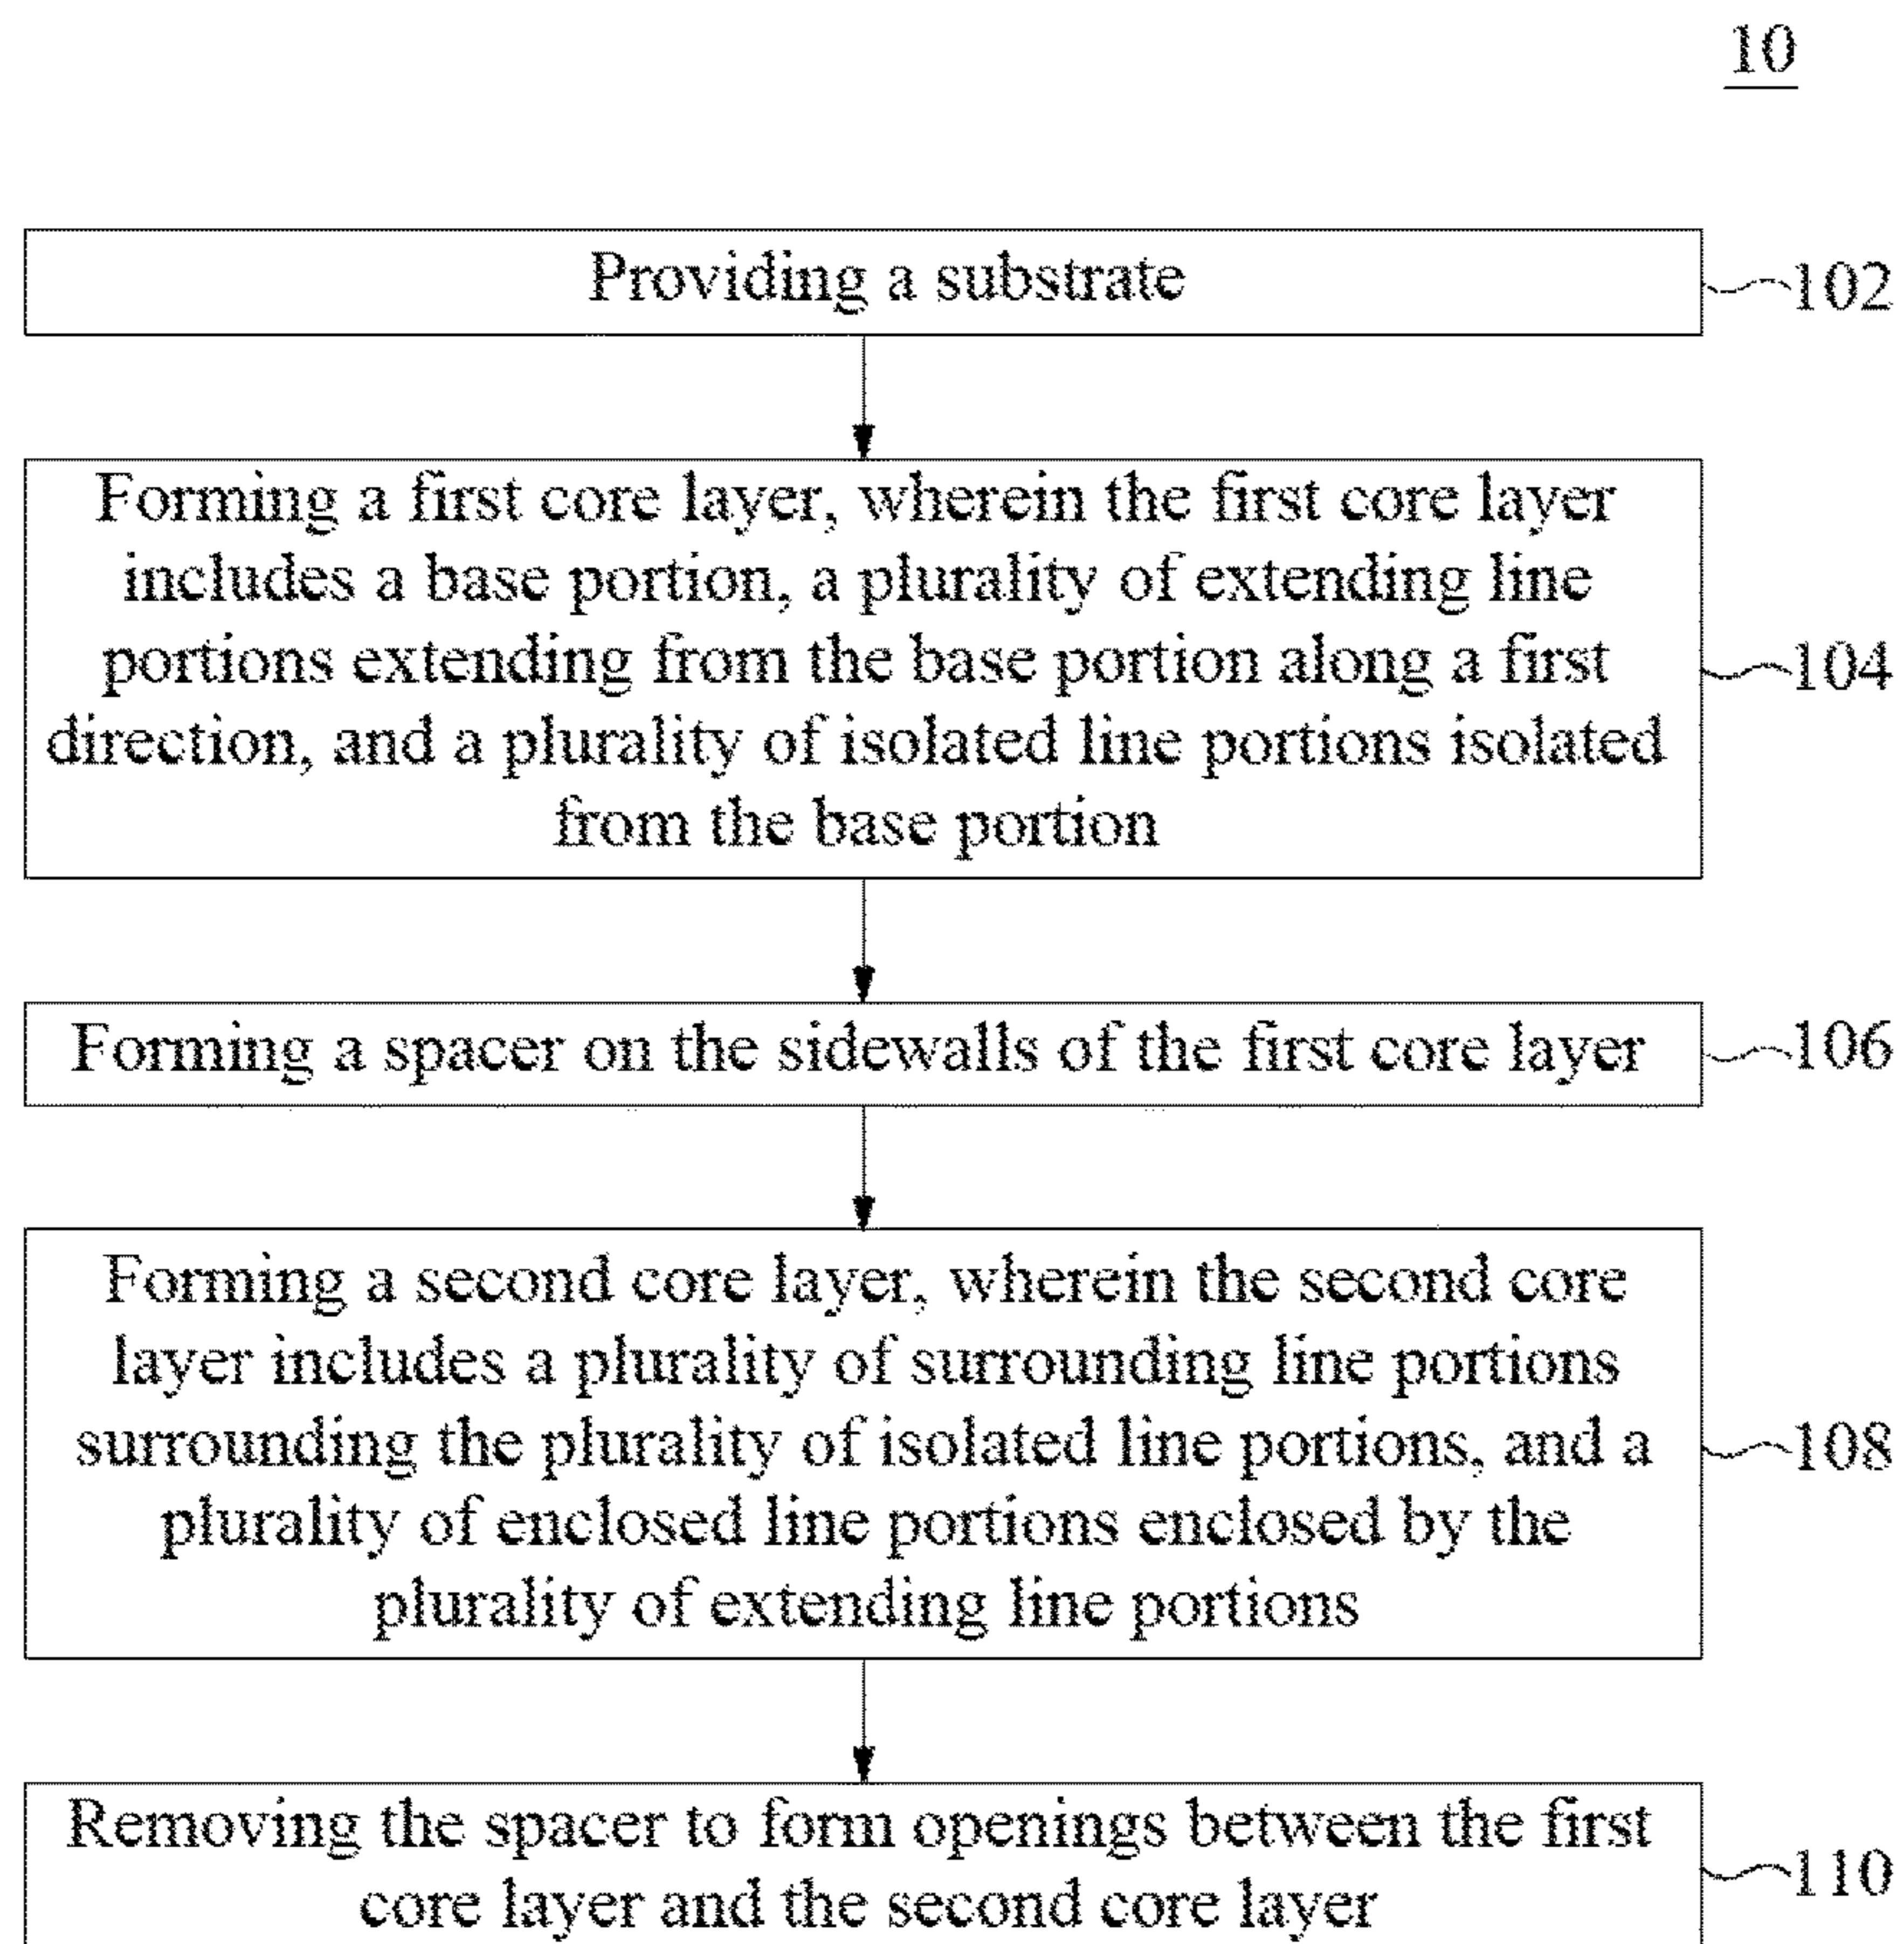 10
Providing a substrate
102
Forming a first core layer, wherein the first core layer
includes a base portion, a plurality of extending line
portions extending from the base portion along a first
direction, and a plurality of isolated line portions isolated
from the base portion
104
Forming a spacer on the sidewalls of the first core layer
106
Forming a second core layer, wherein the second core
layer includes a plurality of surrounding line portions
surrounding the plurality of isolated line portions, and a
plurality of enclosed line portions enclosed by the
plurality of extending line portions
108
Removing the spacer to form openings between the first
core layer and the second core layer
110